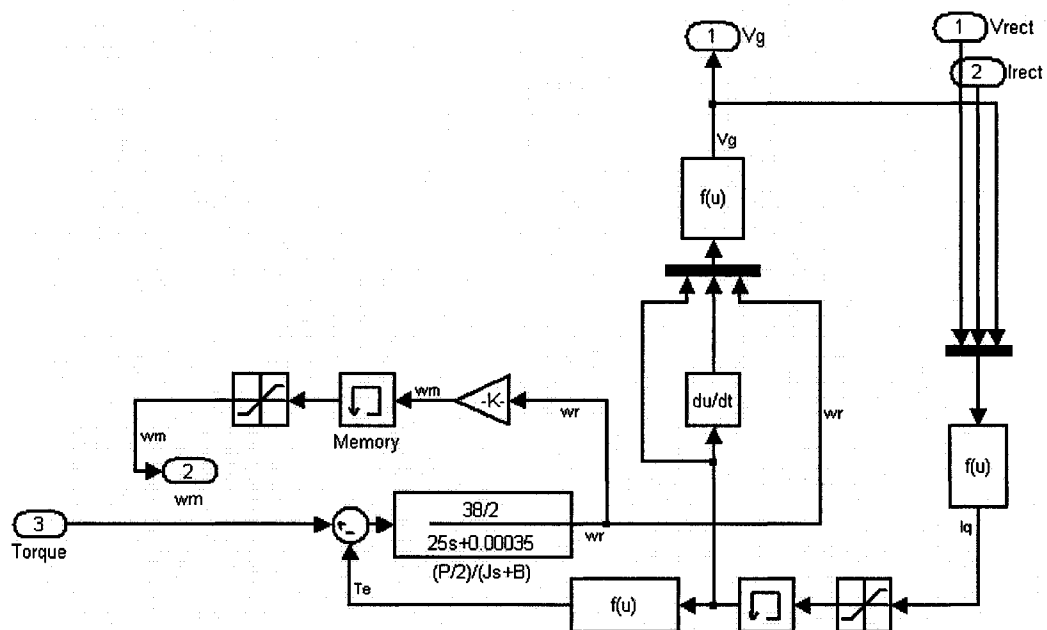 1 Vg
1 Vrect
2 Irect
Vg
f(u)
du/dt
wr
-K-
wm
wr
Memory
wm
2
wm
f(u)
Iq
3
Torque
38/2
25s+0.00035
(P/2)/(Js+B)
wr
Te
f(u)